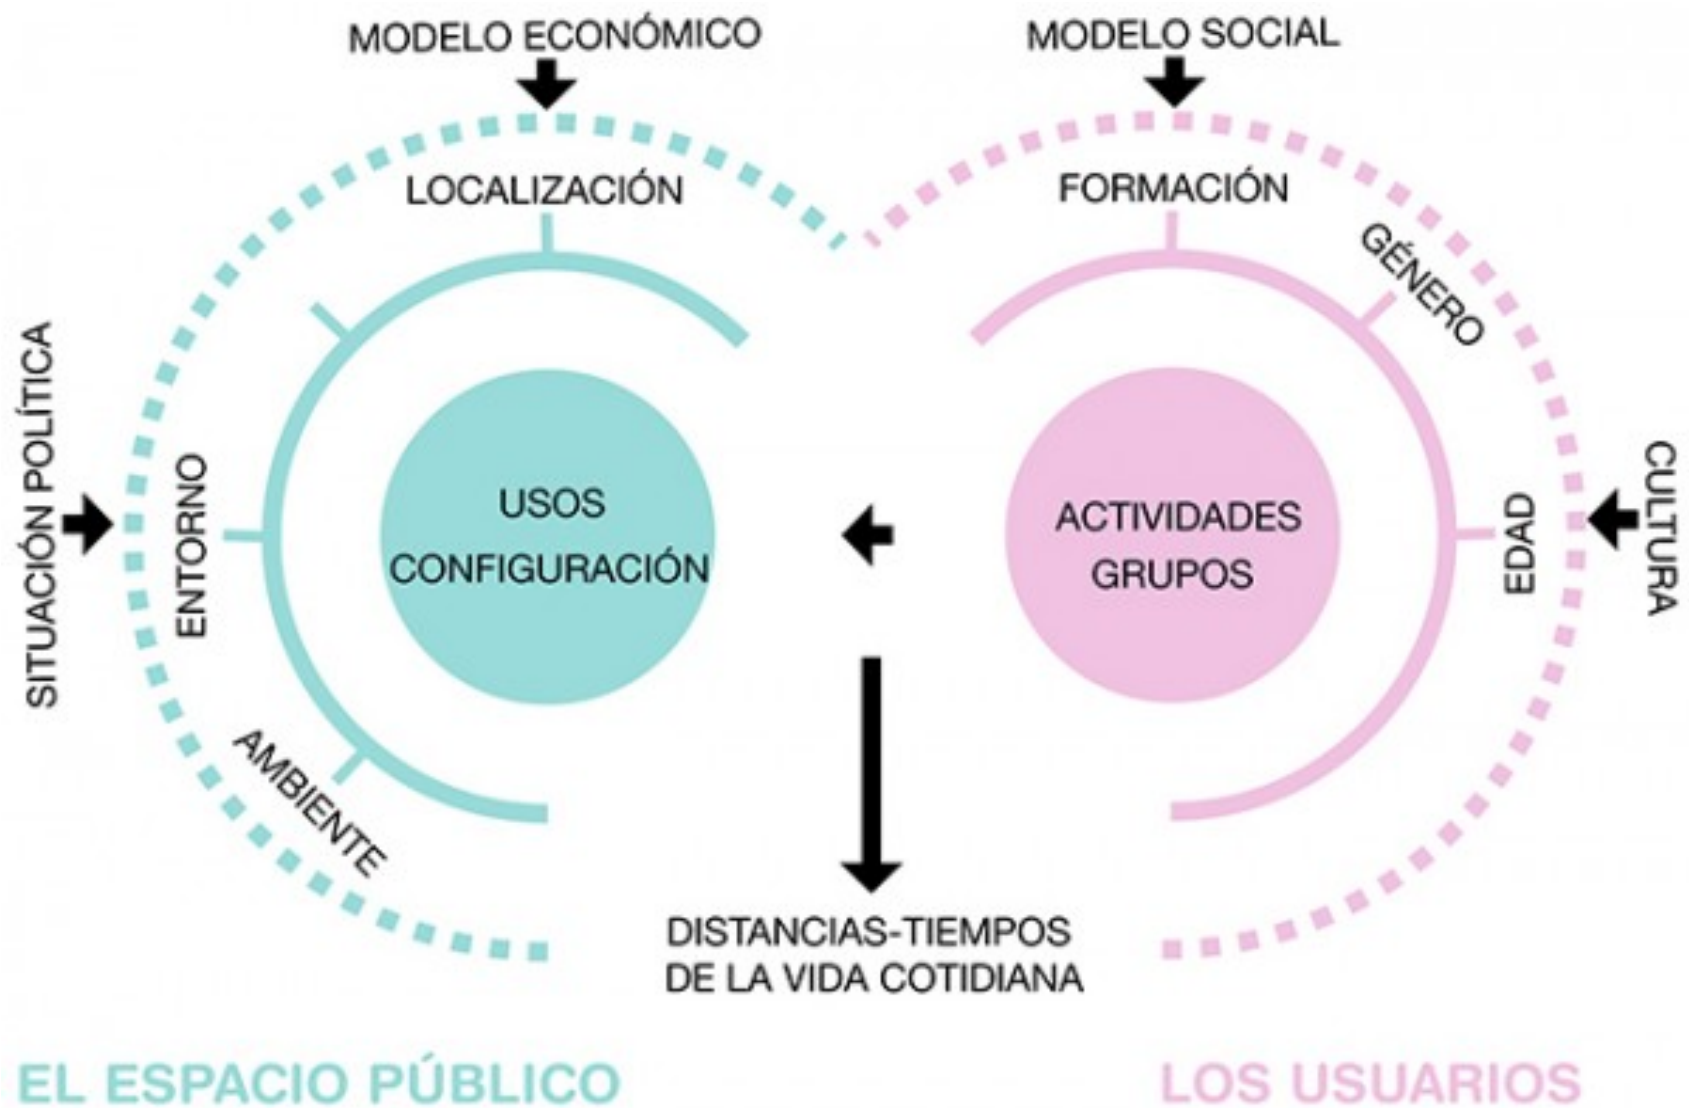 MODELO ECONÓMICO
MODELO SOCIAL
LOCALIZACIÓN
FORMACIÓN
GÉNERO
SITUACIÓN POLÍTICA
ENTORNO
USOS
CONFIGURACIÓN
ACTIVIDADES
GRUPOS
EDAD
CULTURA
AMBIENTE
DISTANCIAS-TIEMPOS
DE LA VIDA COTIDIANA
EL ESPACIO PÚBLICO
LOS USUARIOS